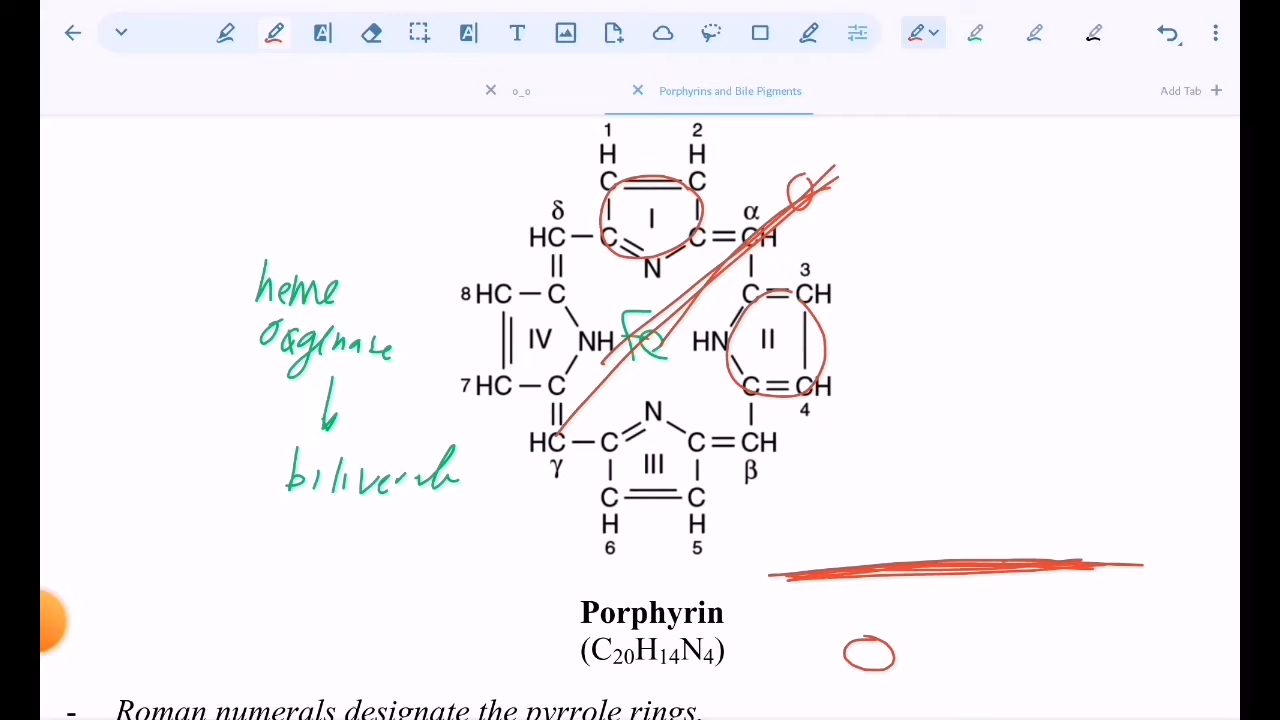 o_o
Porphyrins and Bile Pigments
Add Tab +
1 2
H H
C C
δ I α
HC C C CH
N
3
8 HC C C CH
IV NH Fe HN II
7 HC C C CH
N 4
HC C C CH
γ III β
C C
H H
6 5
heme
Porphyrin
(C₂₀H₁₄N₄)
- Roman numerals designate the pyrrole rings.